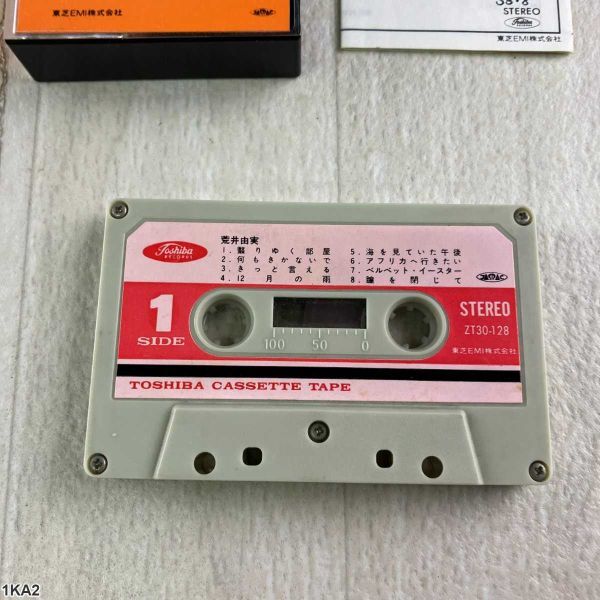 東芝EMI株式会社
JASRAC
38・8
STEREO
Toshiba
RECORDS
東芝EMI株式会社
Toshiba
RECORDS
荒井由実
1. 翳りゆく部屋
2. 何もきかないで
3. きっと言える
4. 12月の雨
5. 海を見ていた午後
6. アフリカへ行きたい
7. ベルベット・イースター
8. 瞳を閉じて
JASRAC
1
SIDE
100 50 0
STEREO
ZT30-128
東芝EMI株式会社
TOSHIBA CASSETTE TAPE
1KA2